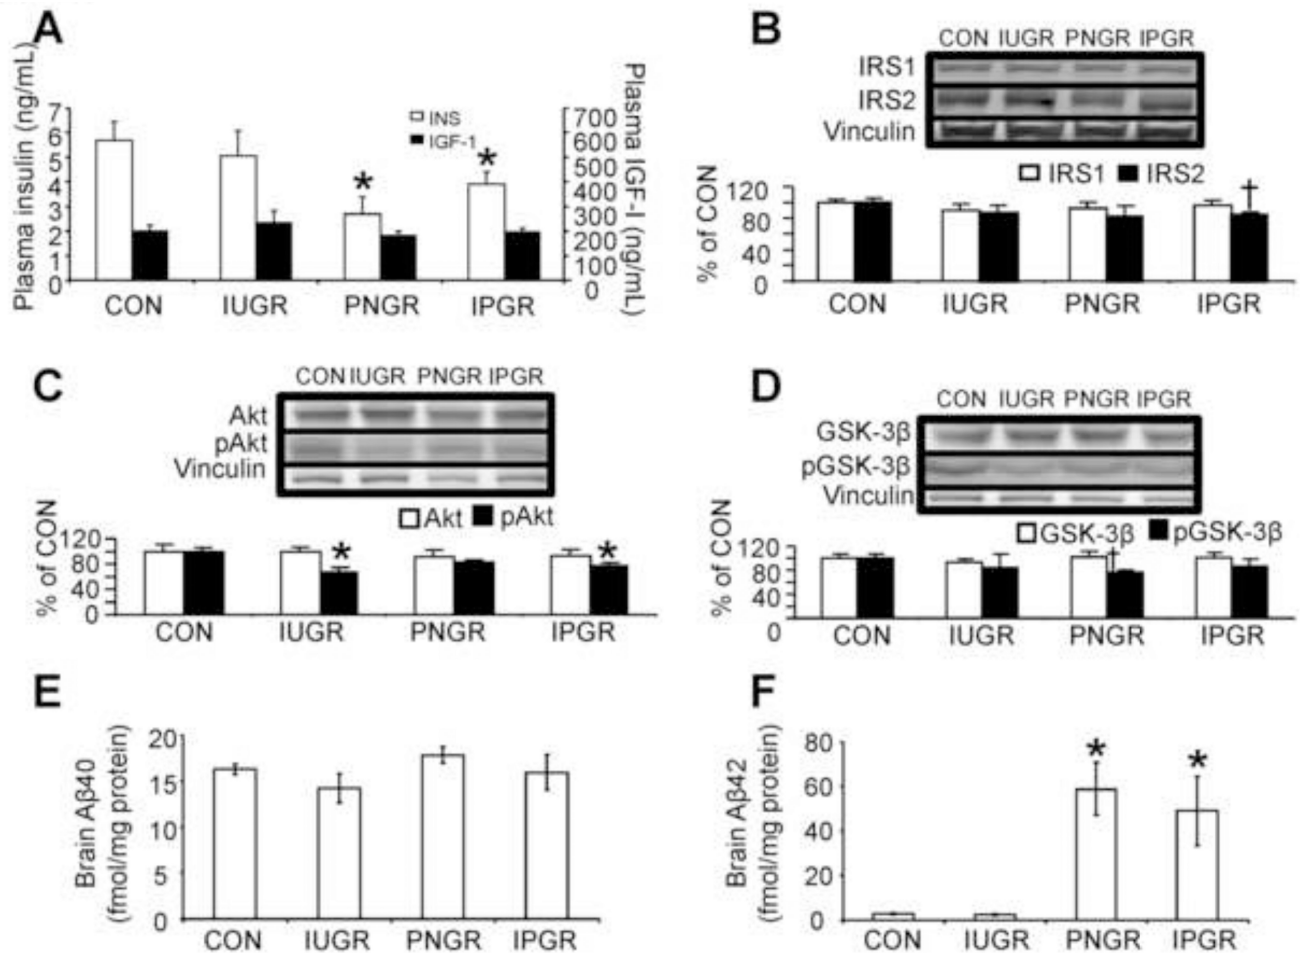 A
Plasma insulin (ng/mL)
7
6
5
4
3
2
1
0
INS
IGF-1
*
*
700
600
500
400
300
200
100
0
Plasma IGF-I (ng/mL)
CON IUGR PNGR IPGR
B
CON IUGR PNGR IPGR
IRS1
IRS2
Vinculin
IRS1 IRS2
% of CON
120
80
40
0
†
CON IUGR PNGR IPGR
C
CON IUGR PNGR IPGR
Akt
pAkt
Vinculin
Akt pAkt
% of CON
120
80
40
0
*
*
CON IUGR PNGR IPGR
D
CON IUGR PNGR IPGR
GSK-3β
pGSK-3β
Vinculin
GSK-3β pGSK-3β
% of CON
120
80
40
0
†
CON IUGR PNGR IPGR
E
Brain Aβ40
(fmol/mg protein)
20
15
10
5
0
CON IUGR PNGR IPGR
F
Brain Aβ42
(fmol/mg protein)
80
60
40
20
0
*
*
CON IUGR PNGR IPGR